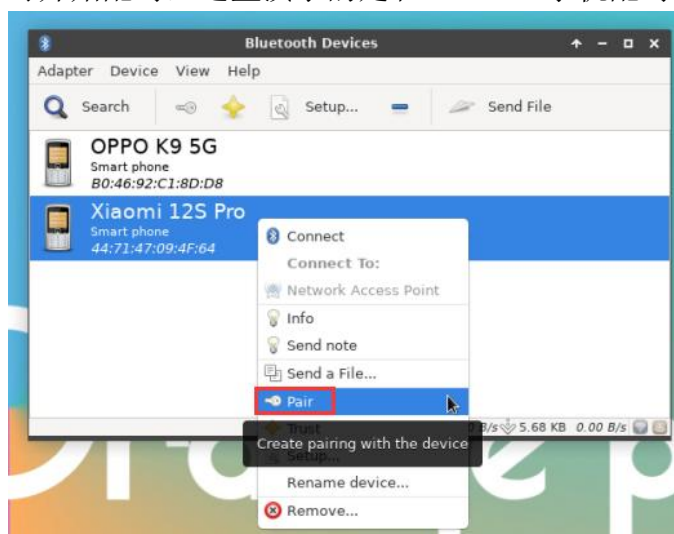 Bluetooth Devices
Adapter Device View Help
Search Setup... Send File
OPPO K9 5G
Smart phone
B0:46:92:C1:8D:D8
Xiaomi 12S Pro
Smart phone
44:71:47:09:4F:64
Connect
Connect To:
Network Access Point
Info
Send note
Send a File...
Pair
Trust
B/s 5.68 KB 0.00 B/s
Create pairing with the device
Setup...
Rename device...
Remove...